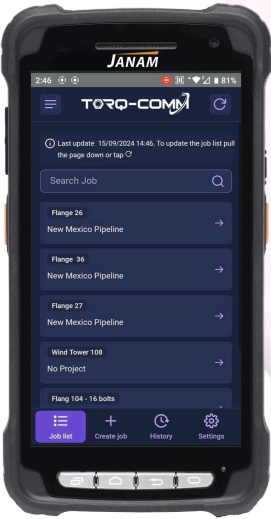 JANAM
2:46
81%
TORQ-COMM
Last update 15/09/2024 14:46. To update the job list pull
the page down or tap
Search Job
Flange 26
New Mexico Pipeline
Flange 36
New Mexico Pipeline
Flange 27
New Mexico Pipeline
Wind Tower 108
No Project
Flang 104 - 16 bolts
Job list
Create job
History
Settings